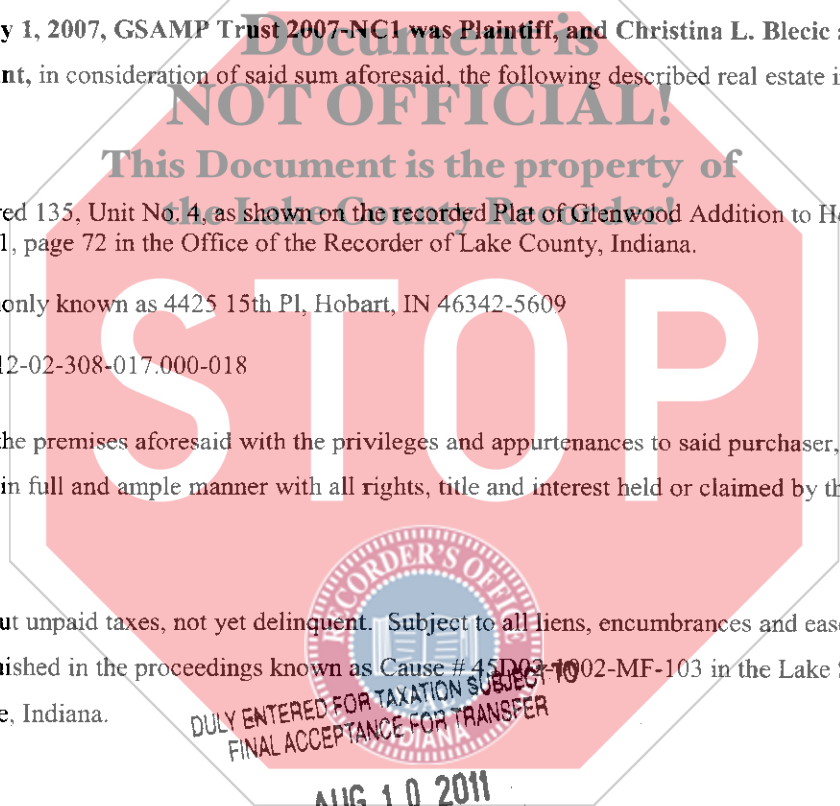 y 1, 2007, GSAMP Trust 2007-NC1 was Plaintiff, and Christina L. Blecic
Document is
nt, in consideration of said sum aforesaid, the following described real estate i
NOT OFFICIAL!
This Document is the property of
the Lake County Recorder!
red 135, Unit No. 4, as shown on the recorded Plat of Glenwood Addition to H
1, page 72 in the Office of the Recorder of Lake County, Indiana.
only known as 4425 15th Pl, Hobart, IN 46342-5609
12-02-308-017.000-018
STOP
the premises aforesaid with the privileges and appurtenances to said purchaser,
in full and ample manner with all rights, title and interest held or claimed by th
RECORDER'S OFFICE
ut unpaid taxes, not yet delinquent. Subject to all liens, encumbrances and eas
ished in the proceedings known as Cause # 45D02-1002-MF-103 in the Lake
e, Indiana.
DULY ENTERED FOR TAXATION SUBJECT TO
FINAL ACCEPTANCE FOR TRANSFER
INDIANA
AUG 10 2011